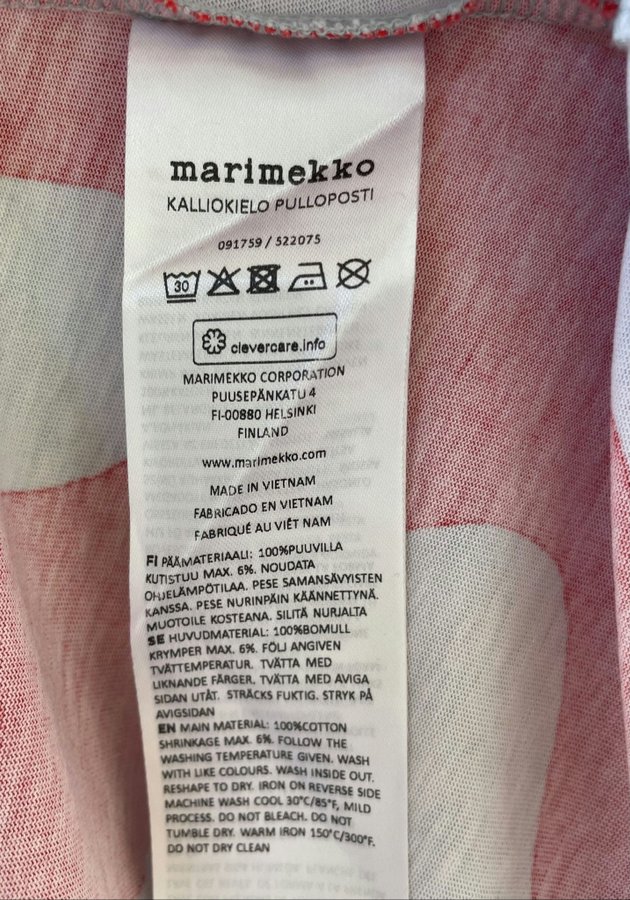 marimekko
KALLIOKIELO PULLOPOSTI
091759 / 522075
30
clevercare.info
MARIMEKKO CORPORATION
PUUSEPÄNKATU 4
FI-00880 HELSINKI
FINLAND
www.marimekko.com
MADE IN VIETNAM
FABRICADO EN VIETNAM
FABRIQUÉ AU VIÊT NAM
FI PÄÄMATERIAALI: 100%PUUVILLA
KUTISTUU MAX. 6%. NOUDATA
OHJELÄMPÖTILAA. PESE SAMANSÄVYISTEN
KANSSA. PESE NURINPÄIN KÄÄNNETTYNÄ.
MUOTOILE KOSTEANA. SILITÄ NURJALTA
SE HUVUDMATERIAL: 100%BOMULL
KRYMPER MAX. 6%. FÖLJ ANGIVEN
TVÄTTEMPERATUR. TVÄTTA MED
LIKNANDE FÄRGER. TVÄTTA MED AVIGA
SIDAN UTÅT. STRÄCKS FUKTIG. STRYK PÅ
AVIGSIDAN
EN MAIN MATERIAL: 100%COTTON
SHRINKAGE MAX. 6%. FOLLOW THE
WASHING TEMPERATURE GIVEN. WASH
WITH LIKE COLOURS. WASH INSIDE OUT.
RESHAPE TO DRY. IRON ON REVERSE SIDE
MACHINE WASH COOL 30°C/85°F, MILD
PROCESS. DO NOT BLEACH. DO NOT
TUMBLE DRY. WARM IRON 150°C/300°F.
DO NOT DRY CLEAN